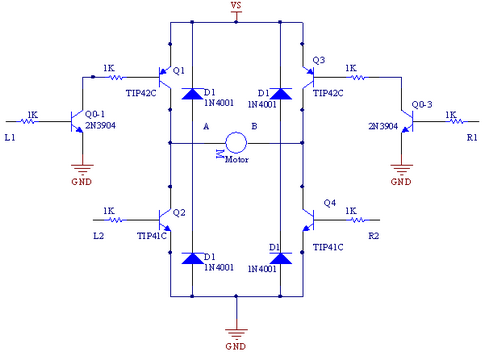 VS
1K
Q1
D1
D1
Q3
1K
TIP42C
1N4001
1N4001
TIP42C
1K
Q0-1
2N3904
A
B
Q0-3
2N3904
1K
L1
R1
M
Motor
GND
GND
1K
Q2
Q4
1K
L2
TIP41C
TIP41C
R2
D1
1N4001
D1
1N4001
GND